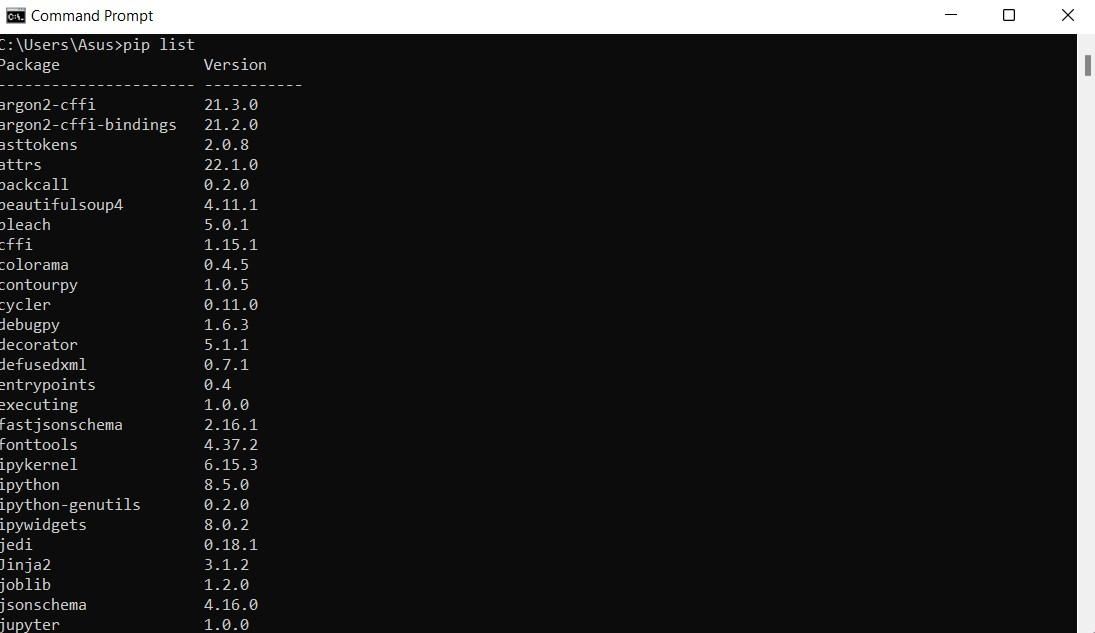 Command Prompt
C:\Users\Asus>pip list
Package                Version
---------------------- -----------
argon2-cffi            21.3.0
argon2-cffi-bindings   21.2.0
asttokens              2.0.8
attrs                  22.1.0
backcall               0.2.0
beautifulsoup4         4.11.1
bleach                 5.0.1
cffi                   1.15.1
colorama               0.4.5
contourpy              1.0.5
cycler                 0.11.0
debugpy                1.6.3
decorator              5.1.1
defusedxml             0.7.1
entrypoints            0.4
executing              1.0.0
fastjsonschema         2.16.1
fonttools              4.37.2
ipykernel              6.15.3
ipython                8.5.0
ipython-genutils       0.2.0
ipywidgets             8.0.2
jedi                   0.18.1
Jinja2                 3.1.2
joblib                 1.2.0
jsonschema             4.16.0
jupyter                1.0.0